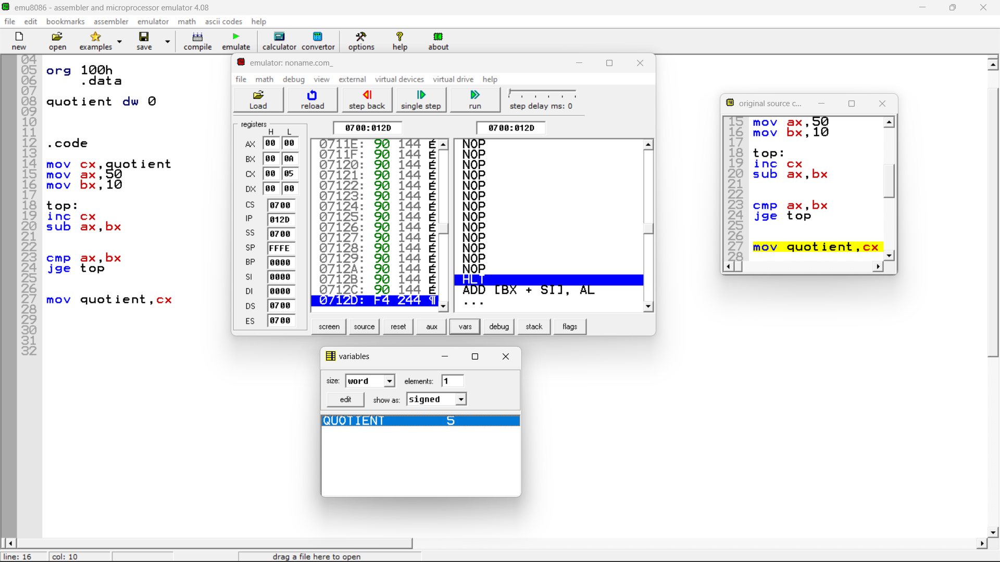 emu8086 - assembler and microprocessor emulator 4.08
file edit bookmarks assembler emulator math ascii codes help
new open examples save compile emulate calculator convertor options help about
04
05 org 100h
06 .data
07
08 quotient dw 0
09
10
11
12 .code
13
14 mov cx,quotient
15 mov ax,50
16 mov bx,10
17
18 top:
19 inc cx
20 sub ax,bx
21
22
23 cmp ax,bx
24 jge top
25
26
27 mov quotient,cx
28
29
30
31
32
emulator: noname.com_
file math debug view external virtual devices virtual drive help
Load reload step back single step run step delay ms: 0
registers
H L
AX 00 00
BX 00 0A
CX 00 05
DX 00 00
CS 0700
IP 012D
SS 0700
SP FFFE
BP 0000
SI 0000
DI 0000
DS 0700
ES 0700
0700:012D 0700:012D
0711E: 90 144 É
0711F: 90 144 É
07120: 90 144 É
07121: 90 144 É
07122: 90 144 É
07123: 90 144 É
07124: 90 144 É
07125: 90 144 É
07126: 90 144 É
07127: 90 144 É
07128: 90 144 É
07129: 90 144 É
0712A: 90 144 É
0712B: 90 144 É
0712C: 90 144 É
0712D: F4 244 ¶
NOP
NOP
NOP
NOP
NOP
NOP
NOP
NOP
NOP
NOP
NOP
NOP
NOP
HLT
ADD [BX + SI], AL
...
screen source reset aux vars debug stack flags
original source c...
15 mov ax,50
16 mov bx,10
17
18 top:
19 inc cx
20 sub ax,bx
21
22
23 cmp ax,bx
24 jge top
25
26
27 mov quotient,cx
28
variables
size: word elements: 1
edit show as: signed
QUOTIENT 5
line: 16 col: 10 drag a file here to open